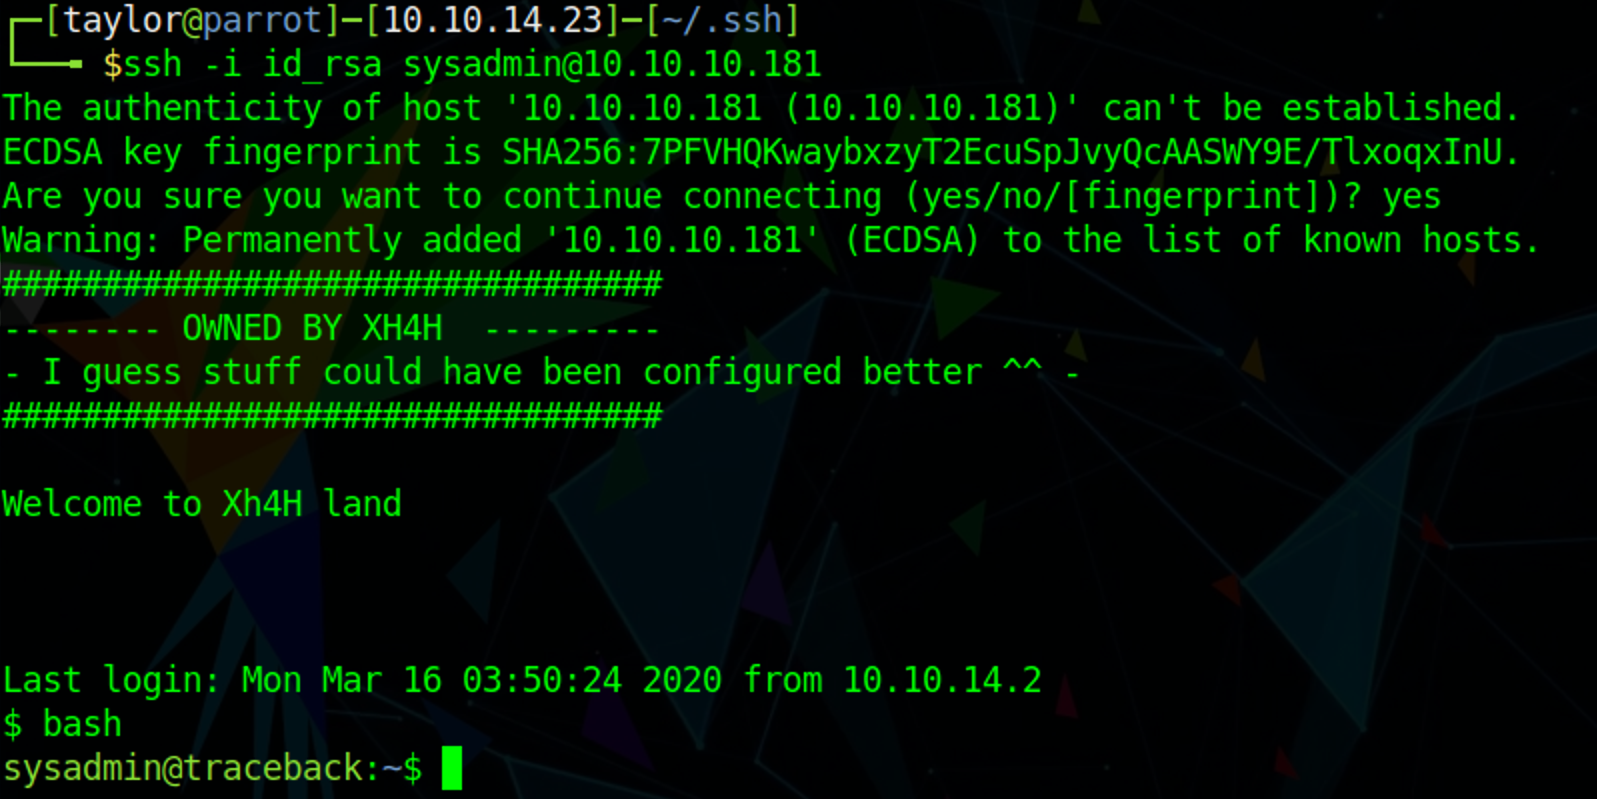 ┌─[taylor@parrot]─[10.10.14.23]─[~/.ssh]
└──╼ $ssh -i id_rsa sysadmin@10.10.10.181
The authenticity of host '10.10.10.181 (10.10.10.181)' can't be established.
ECDSA key fingerprint is SHA256:7PFVHQKwaybxzyT2EcuSpJvyQcAASWY9E/TlxoqxInU.
Are you sure you want to continue connecting (yes/no/[fingerprint])? yes
Warning: Permanently added '10.10.10.181' (ECDSA) to the list of known hosts.
#################################
-------- OWNED BY XH4H  ---------
- I guess stuff could have been configured better ^^ -
#################################
Welcome to Xh4H land
Last login: Mon Mar 16 03:50:24 2020 from 10.10.14.2
$ bash
sysadmin@traceback:~$